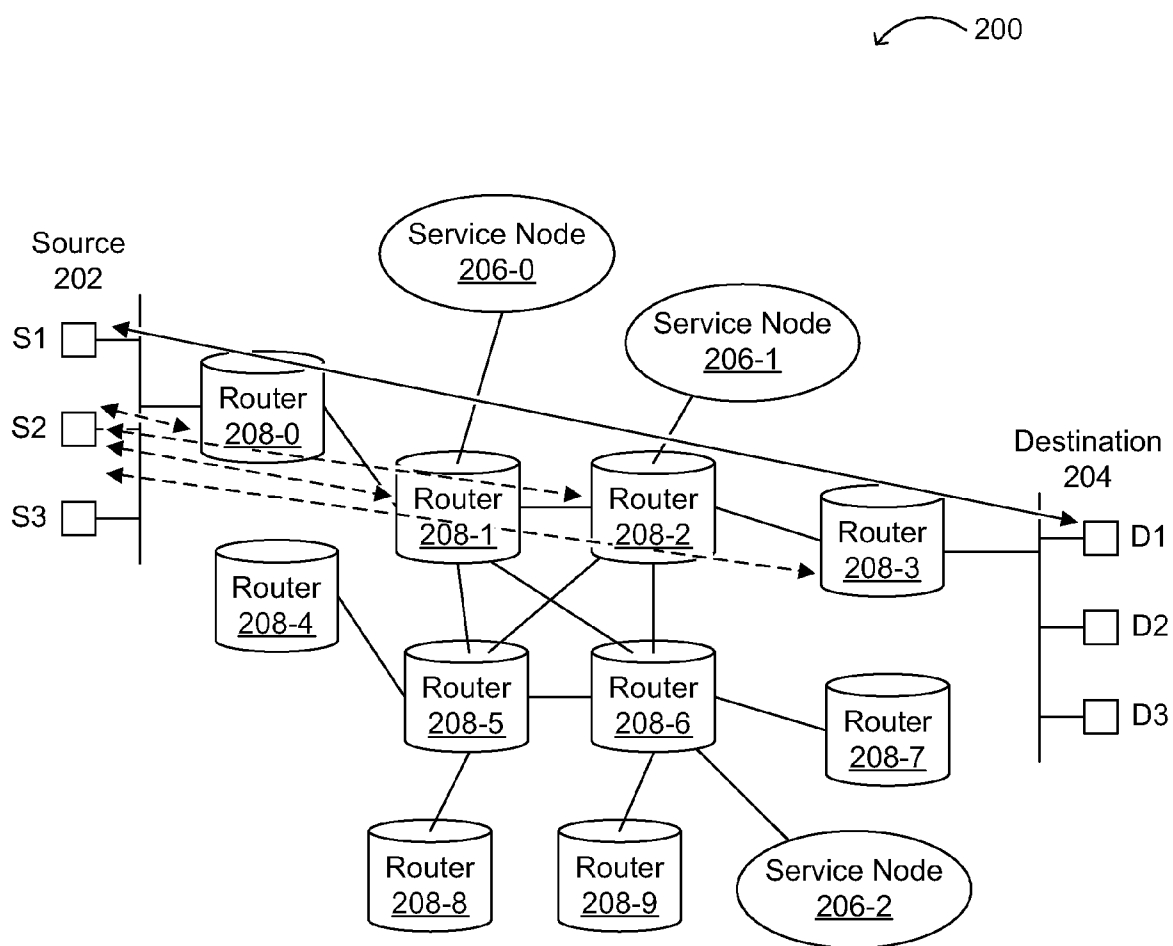 200
Service Node
206-0
Source
202
Service Node
206-1
S1
Router
208-0
S2
Destination
204
Router
208-1
Router
208-2
S3
Router
208-3
D1
Router
208-4
D2
Router
208-5
Router
208-6
Router
208-7
D3
Router
208-8
Router
208-9
Service Node
206-2